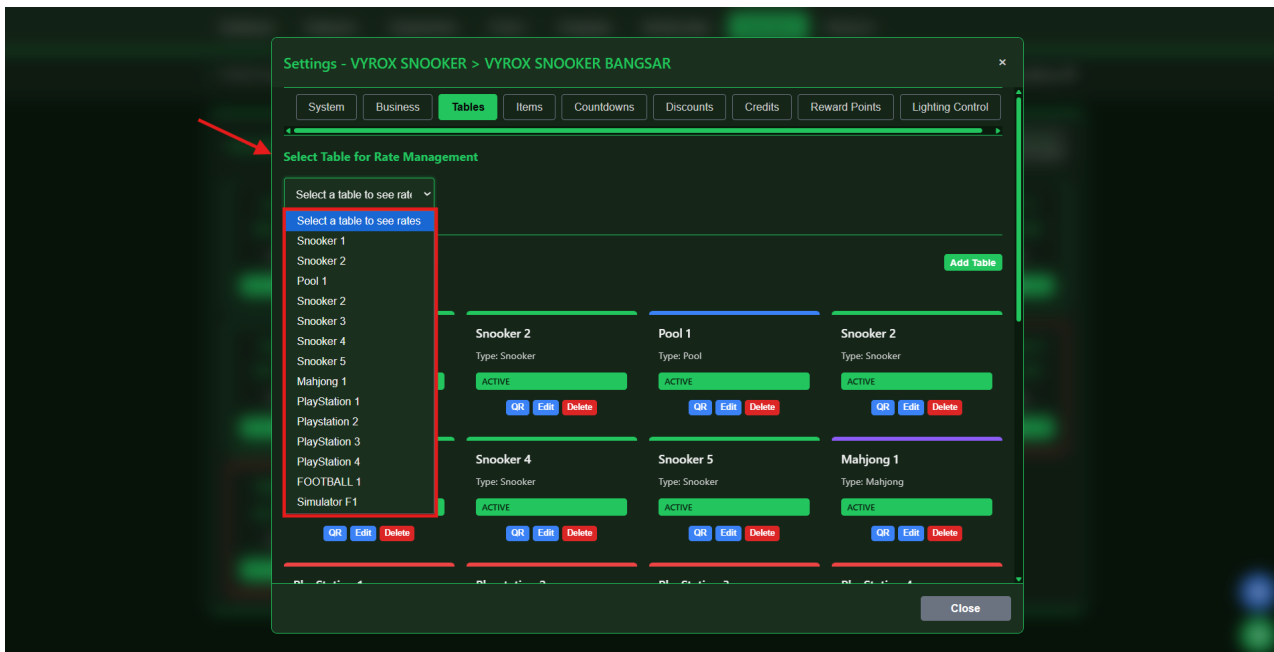 Settings - VYROX SNOOKER > VYROX SNOOKER BANGSAR
×
System Business Tables Items Countdowns Discounts Credits Reward Points Lighting Control
Select Table for Rate Management
Select a table to see rat
Select a table to see rates
Snooker 1
Snooker 2
Pool 1
Snooker 2
Snooker 3
Snooker 4
Snooker 5
Mahjong 1
PlayStation 1
Playstation 2
PlayStation 3
PlayStation 4
FOOTBALL 1
Simulator F1
Add Table
Snooker 2 Pool 1 Snooker 2
Type: Snooker Type: Pool Type: Snooker
ACTIVE ACTIVE ACTIVE
QR Edit Delete QR Edit Delete QR Edit Delete
Snooker 4 Snooker 5 Mahjong 1
Type: Snooker Type: Snooker Type: Mahjong
ACTIVE ACTIVE ACTIVE
QR Edit Delete QR Edit Delete QR Edit Delete QR Edit Delete
Close